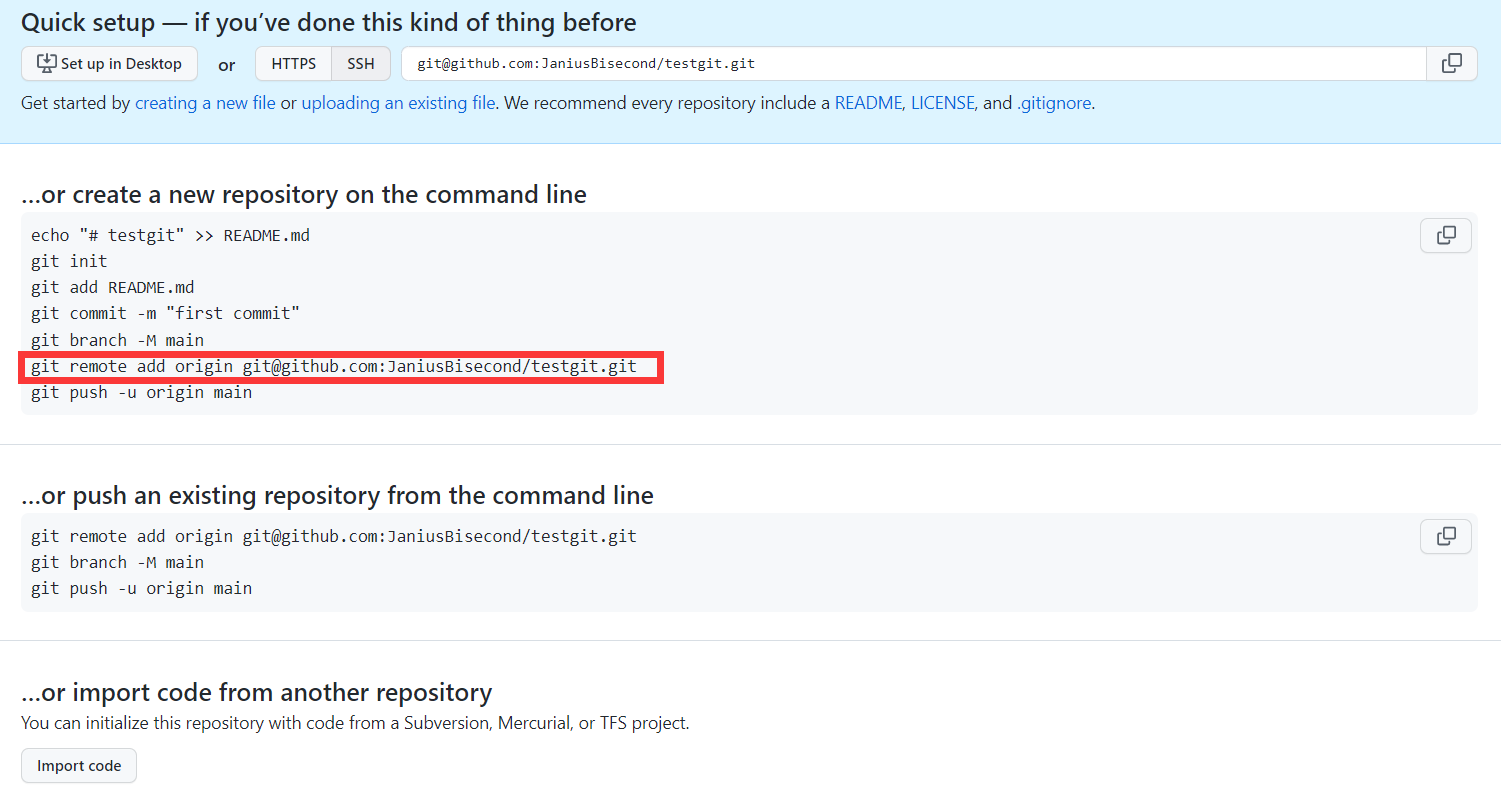 Quick setup — if you’ve done this kind of thing before
Set up in Desktop or HTTPS SSH git@github.com:JaniusBisecond/testgit.git
Get started by creating a new file or uploading an existing file. We recommend every repository include a README, LICENSE, and .gitignore.
…or create a new repository on the command line
echo "# testgit" >> README.md
git init
git add README.md
git commit -m "first commit"
git branch -M main
git remote add origin git@github.com:JaniusBisecond/testgit.git
git push -u origin main
…or push an existing repository from the command line
git remote add origin git@github.com:JaniusBisecond/testgit.git
git branch -M main
git push -u origin main
…or import code from another repository
You can initialize this repository with code from a Subversion, Mercurial, or TFS project.
Import code